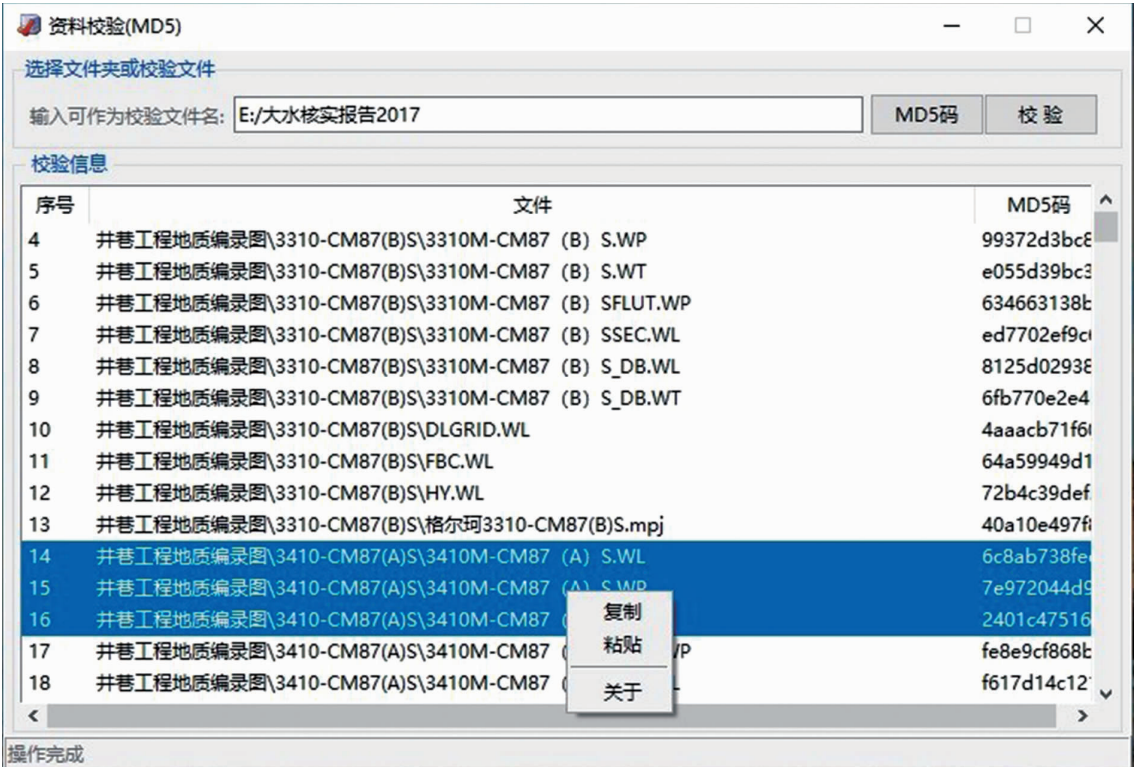 资料校验(MD5)
选择文件夹或校验文件
输入可作为校验文件名: E:/大水核实报告2017 MD5码 校 验
校验信息
序号 文件 MD5码
4 井巷工程地质编录图\3310-CM87(B)S\3310M-CM87（B）S.WP 99372d3bc8
5 井巷工程地质编录图\3310-CM87(B)S\3310M-CM87（B）S.WT e055d39bc3
6 井巷工程地质编录图\3310-CM87(B)S\3310M-CM87（B）SFLUT.WP 634663138b
7 井巷工程地质编录图\3310-CM87(B)S\3310M-CM87（B）SSEC.WL ed7702ef9c
8 井巷工程地质编录图\3310-CM87(B)S\3310M-CM87（B）S_DB.WL 8125d02938
9 井巷工程地质编录图\3310-CM87(B)S\3310M-CM87（B）S_DB.WT 6fb770e2e4
10 井巷工程地质编录图\3310-CM87(B)S\DLGRID.WL 4aaacb71f6
11 井巷工程地质编录图\3310-CM87(B)S\FBC.WL 64a59949d1
12 井巷工程地质编录图\3310-CM87(B)S\HY.WL 72b4c39def
13 井巷工程地质编录图\3310-CM87(B)S\格尔珂3310-CM87(B)S.mpj 40a10e497f
14 井巷工程地质编录图\3410-CM87(A)S\3410M-CM87（A）S.WL 6c8ab738fe
15 井巷工程地质编录图\3410-CM87(A)S\3410M-CM87（A）S.WP 7e972044d9
16 井巷工程地质编录图\3410-CM87(A)S\3410M-CM87 2401c47516
17 井巷工程地质编录图\3410-CM87(A)S\3410M-CM87 fe8e9cf868b
18 井巷工程地质编录图\3410-CM87(A)S\3410M-CM87 f617d14c12
复制
粘贴
关于
操作完成